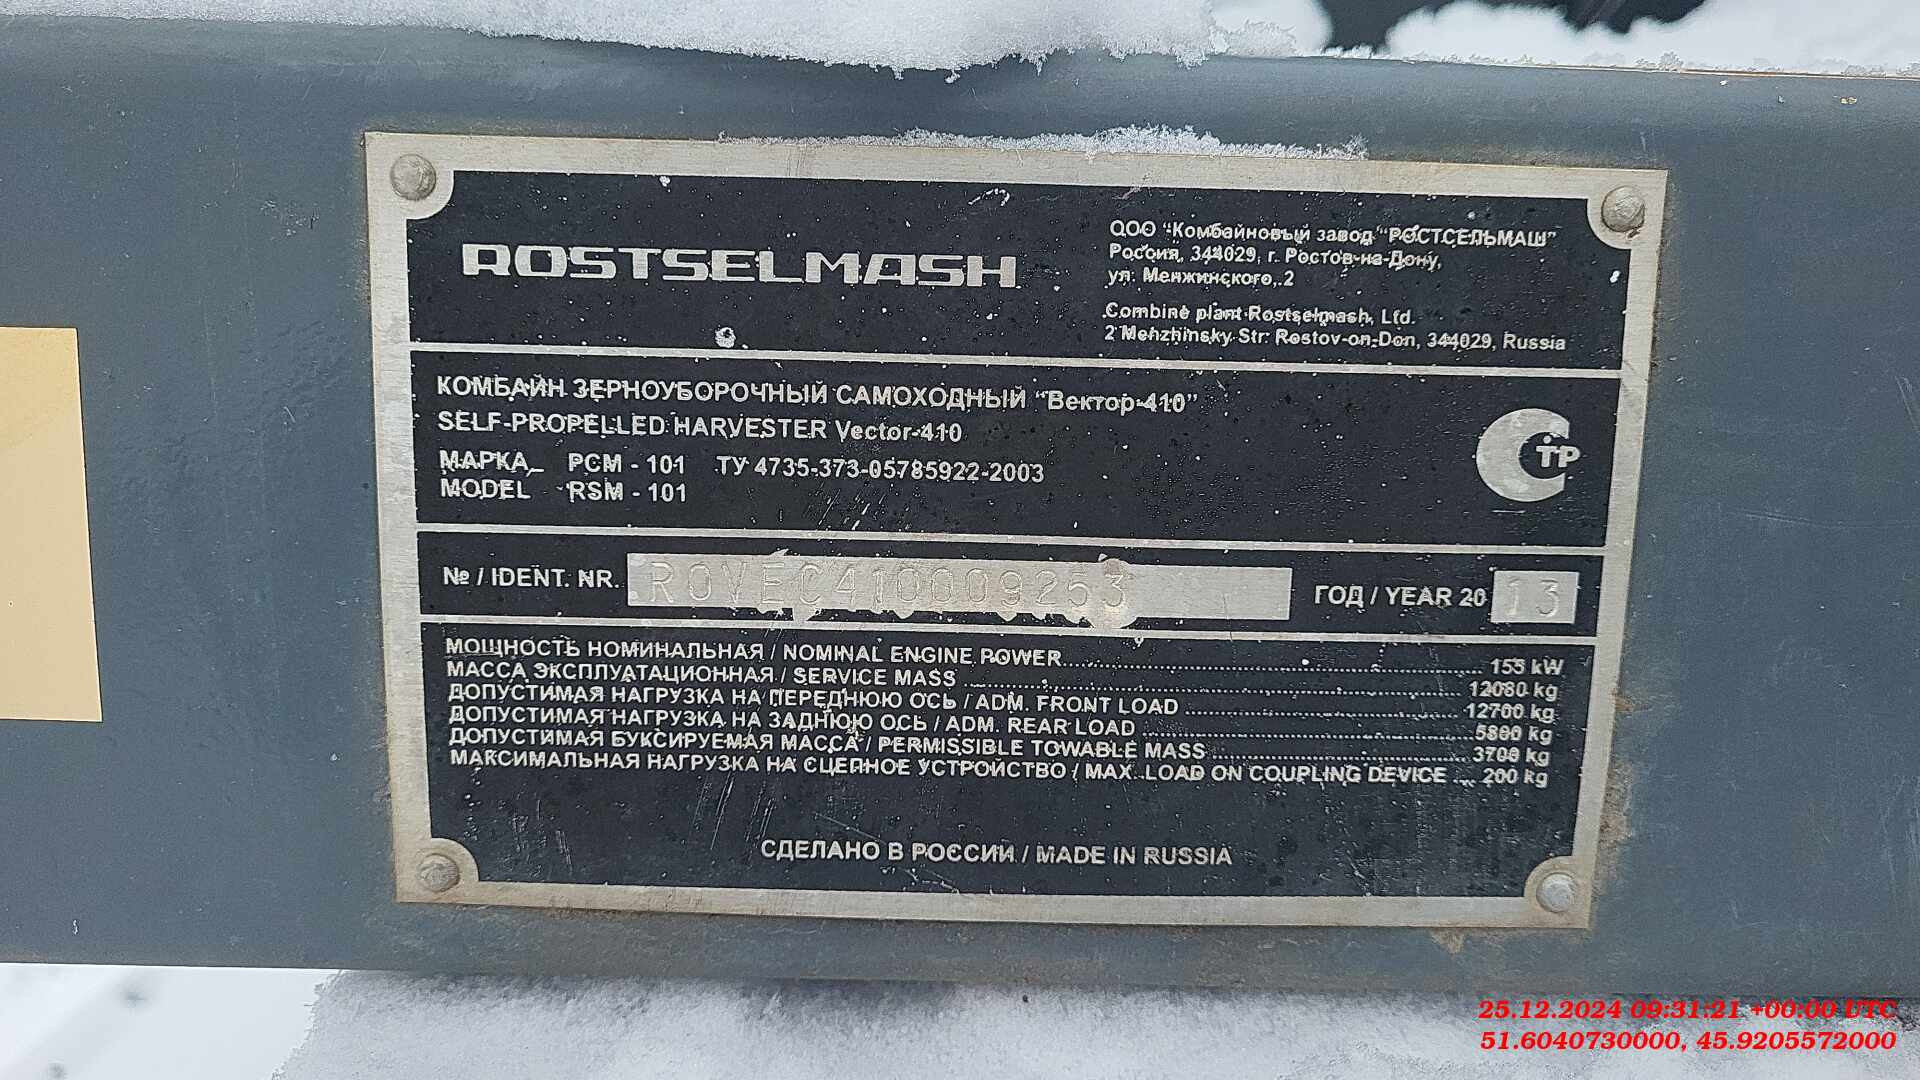 ROSTSELMASH
ООО “Комбайновый завод “РОСТСЕЛЬМАШ”
Россия, 344029, г. Ростов-на-Дону,
ул. Менжинского, 2
Combine plant Rostselmash, Ltd.
2 Menzhinsky Str. Rostov-on-Don, 344029, Russia
КОМБАЙН ЗЕРНОУБОРОЧНЫЙ САМОХОДНЫЙ “Вектор-410”
SELF-PROPELLED HARVESTER Vector-410
МАРКА РСМ - 101 ТУ 4735-373-05785922-2003
MODEL RSM - 101
СТР
№ / IDENT. NR. ROVEC410009253 ГОД / YEAR 20 13
МОЩНОСТЬ НОМИНАЛЬНАЯ / NOMINAL ENGINE POWER 155 kW
МАССА ЭКСПЛУАТАЦИОННАЯ / SERVICE MASS 12080 kg
ДОПУСТИМАЯ НАГРУЗКА НА ПЕРЕДНЮЮ ОСЬ / ADM. FRONT LOAD 12700 kg
ДОПУСТИМАЯ НАГРУЗКА НА ЗАДНЮЮ ОСЬ / ADM. REAR LOAD 5800 kg
ДОПУСТИМАЯ БУКСИРУЕМАЯ МАССА / PERMISSIBLE TOWABLE MASS 3700 kg
МАКСИМАЛЬНАЯ НАГРУЗКА НА СЦЕПНОЕ УСТРОЙСТВО / MAX. LOAD ON COUPLING DEVICE 200 kg
СДЕЛАНО В РОССИИ / MADE IN RUSSIA
25.12.2024 09:31:21 +00:00 UTC
51.6040730000, 45.9205572000